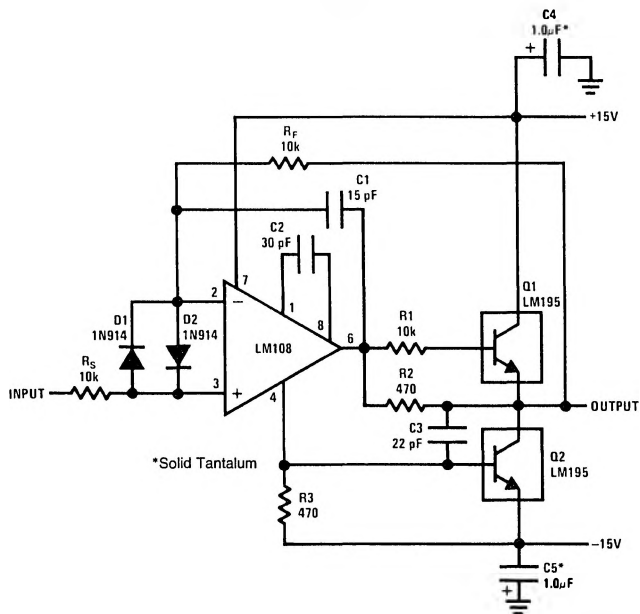 C4
1.0μF*
+
+15V
RF
10k
C1
15 pF
C2
30 pF
7
2
1
8
6
3
4
−
+
LM108
D1
1N914
D2
1N914
RS
10k
INPUT
R1
10k
Q1
LM195
R2
470
OUTPUT
C3
22 pF
Q2
LM195
*Solid Tantalum
R3
470
−15V
C5*
1.0μF
+